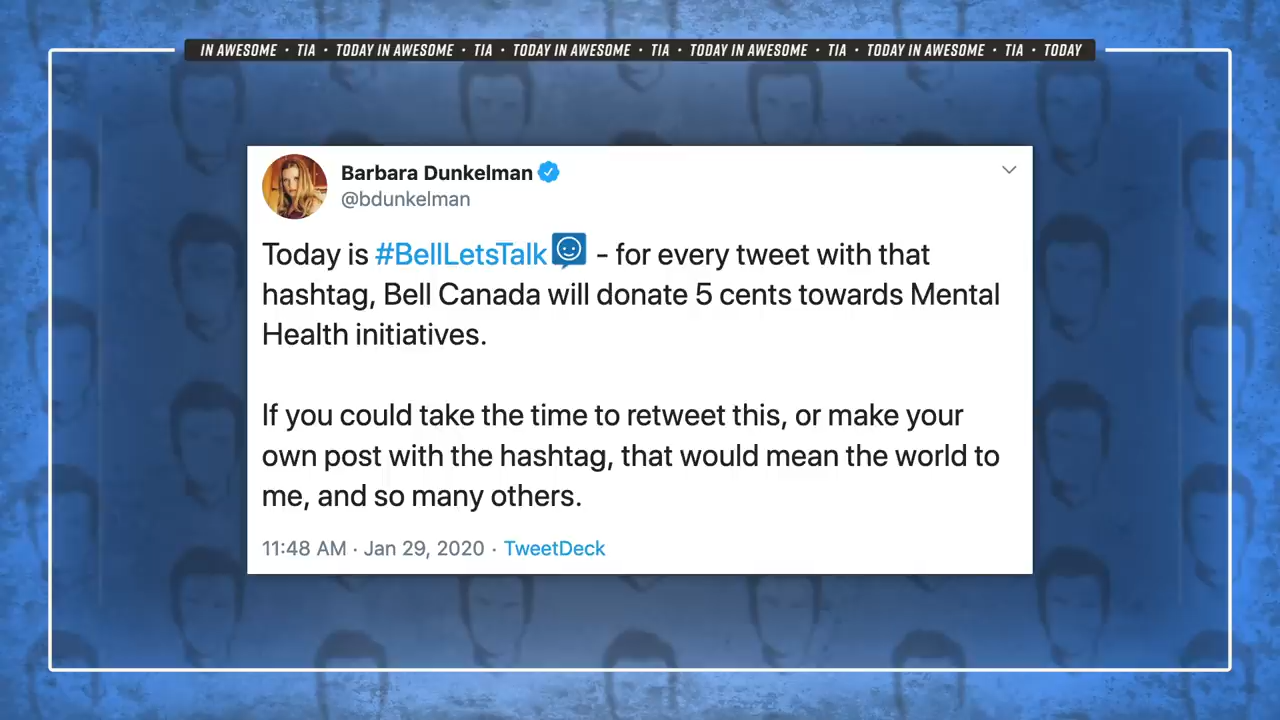 IN AWESOME · TIA · TODAY IN AWESOME · TIA · TODAY IN AWESOME · TIA · TODAY IN AWESOME · TIA · TODAY IN AWESOME · TIA · TODAY
Barbara Dunkelman
@bdunkelman
Today is #BellLetsTalk - for every tweet with that
hashtag, Bell Canada will donate 5 cents towards Mental
Health initiatives.
If you could take the time to retweet this, or make your
own post with the hashtag, that would mean the world to
me, and so many others.
11:48 AM · Jan 29, 2020 · TweetDeck